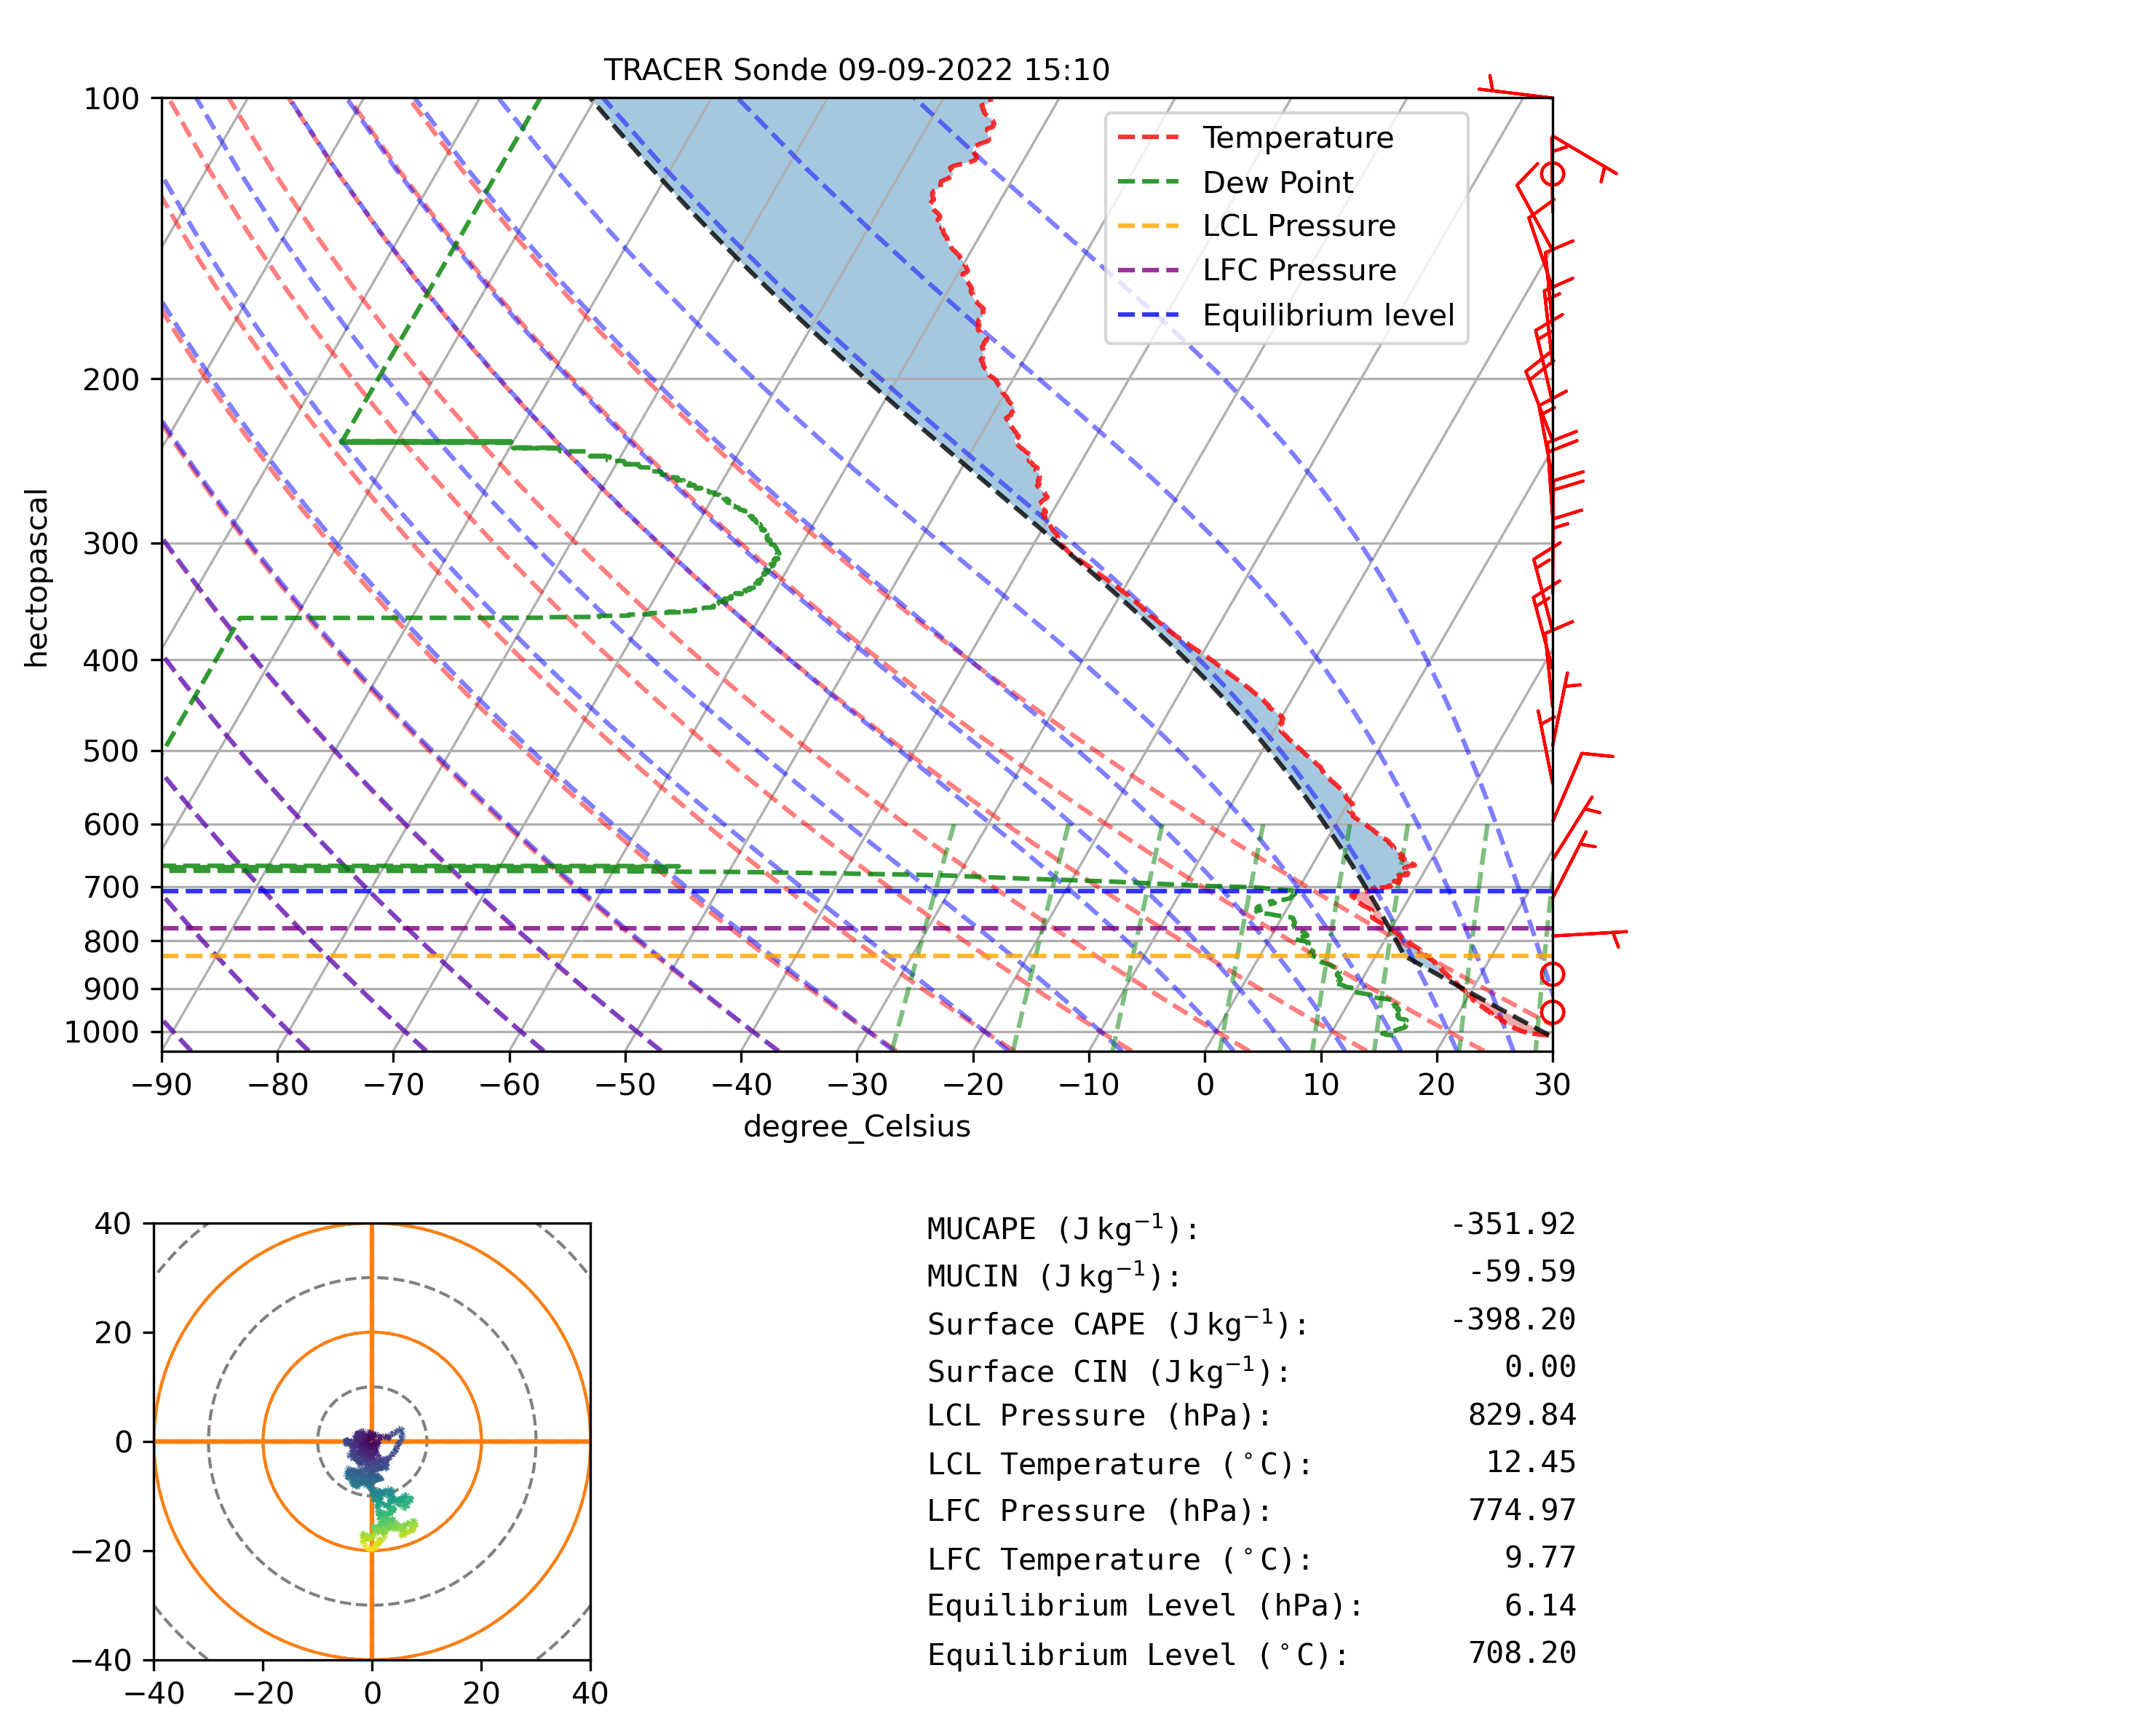 TRACER Sonde 09-09-2022 15:10
100
200
300
400
500
600
700
800
900
1000
hectopascal
Temperature
Dew Point
LCL Pressure
LFC Pressure
Equilibrium level
−90 −80 −70 −60 −50 −40 −30 −20 −10 0 10 20 30
degree_Celsius
40
20
0
−20
−40
−40 −20 0 20 40
MUCAPE (J kg⁻¹): -351.92
MUCIN (J kg⁻¹): -59.59
Surface CAPE (J kg⁻¹): -398.20
Surface CIN (J kg⁻¹): 0.00
LCL Pressure (hPa): 829.84
LCL Temperature (°C): 12.45
LFC Pressure (hPa): 774.97
LFC Temperature (°C): 9.77
Equilibrium Level (hPa): 6.14
Equilibrium Level (°C): 708.20